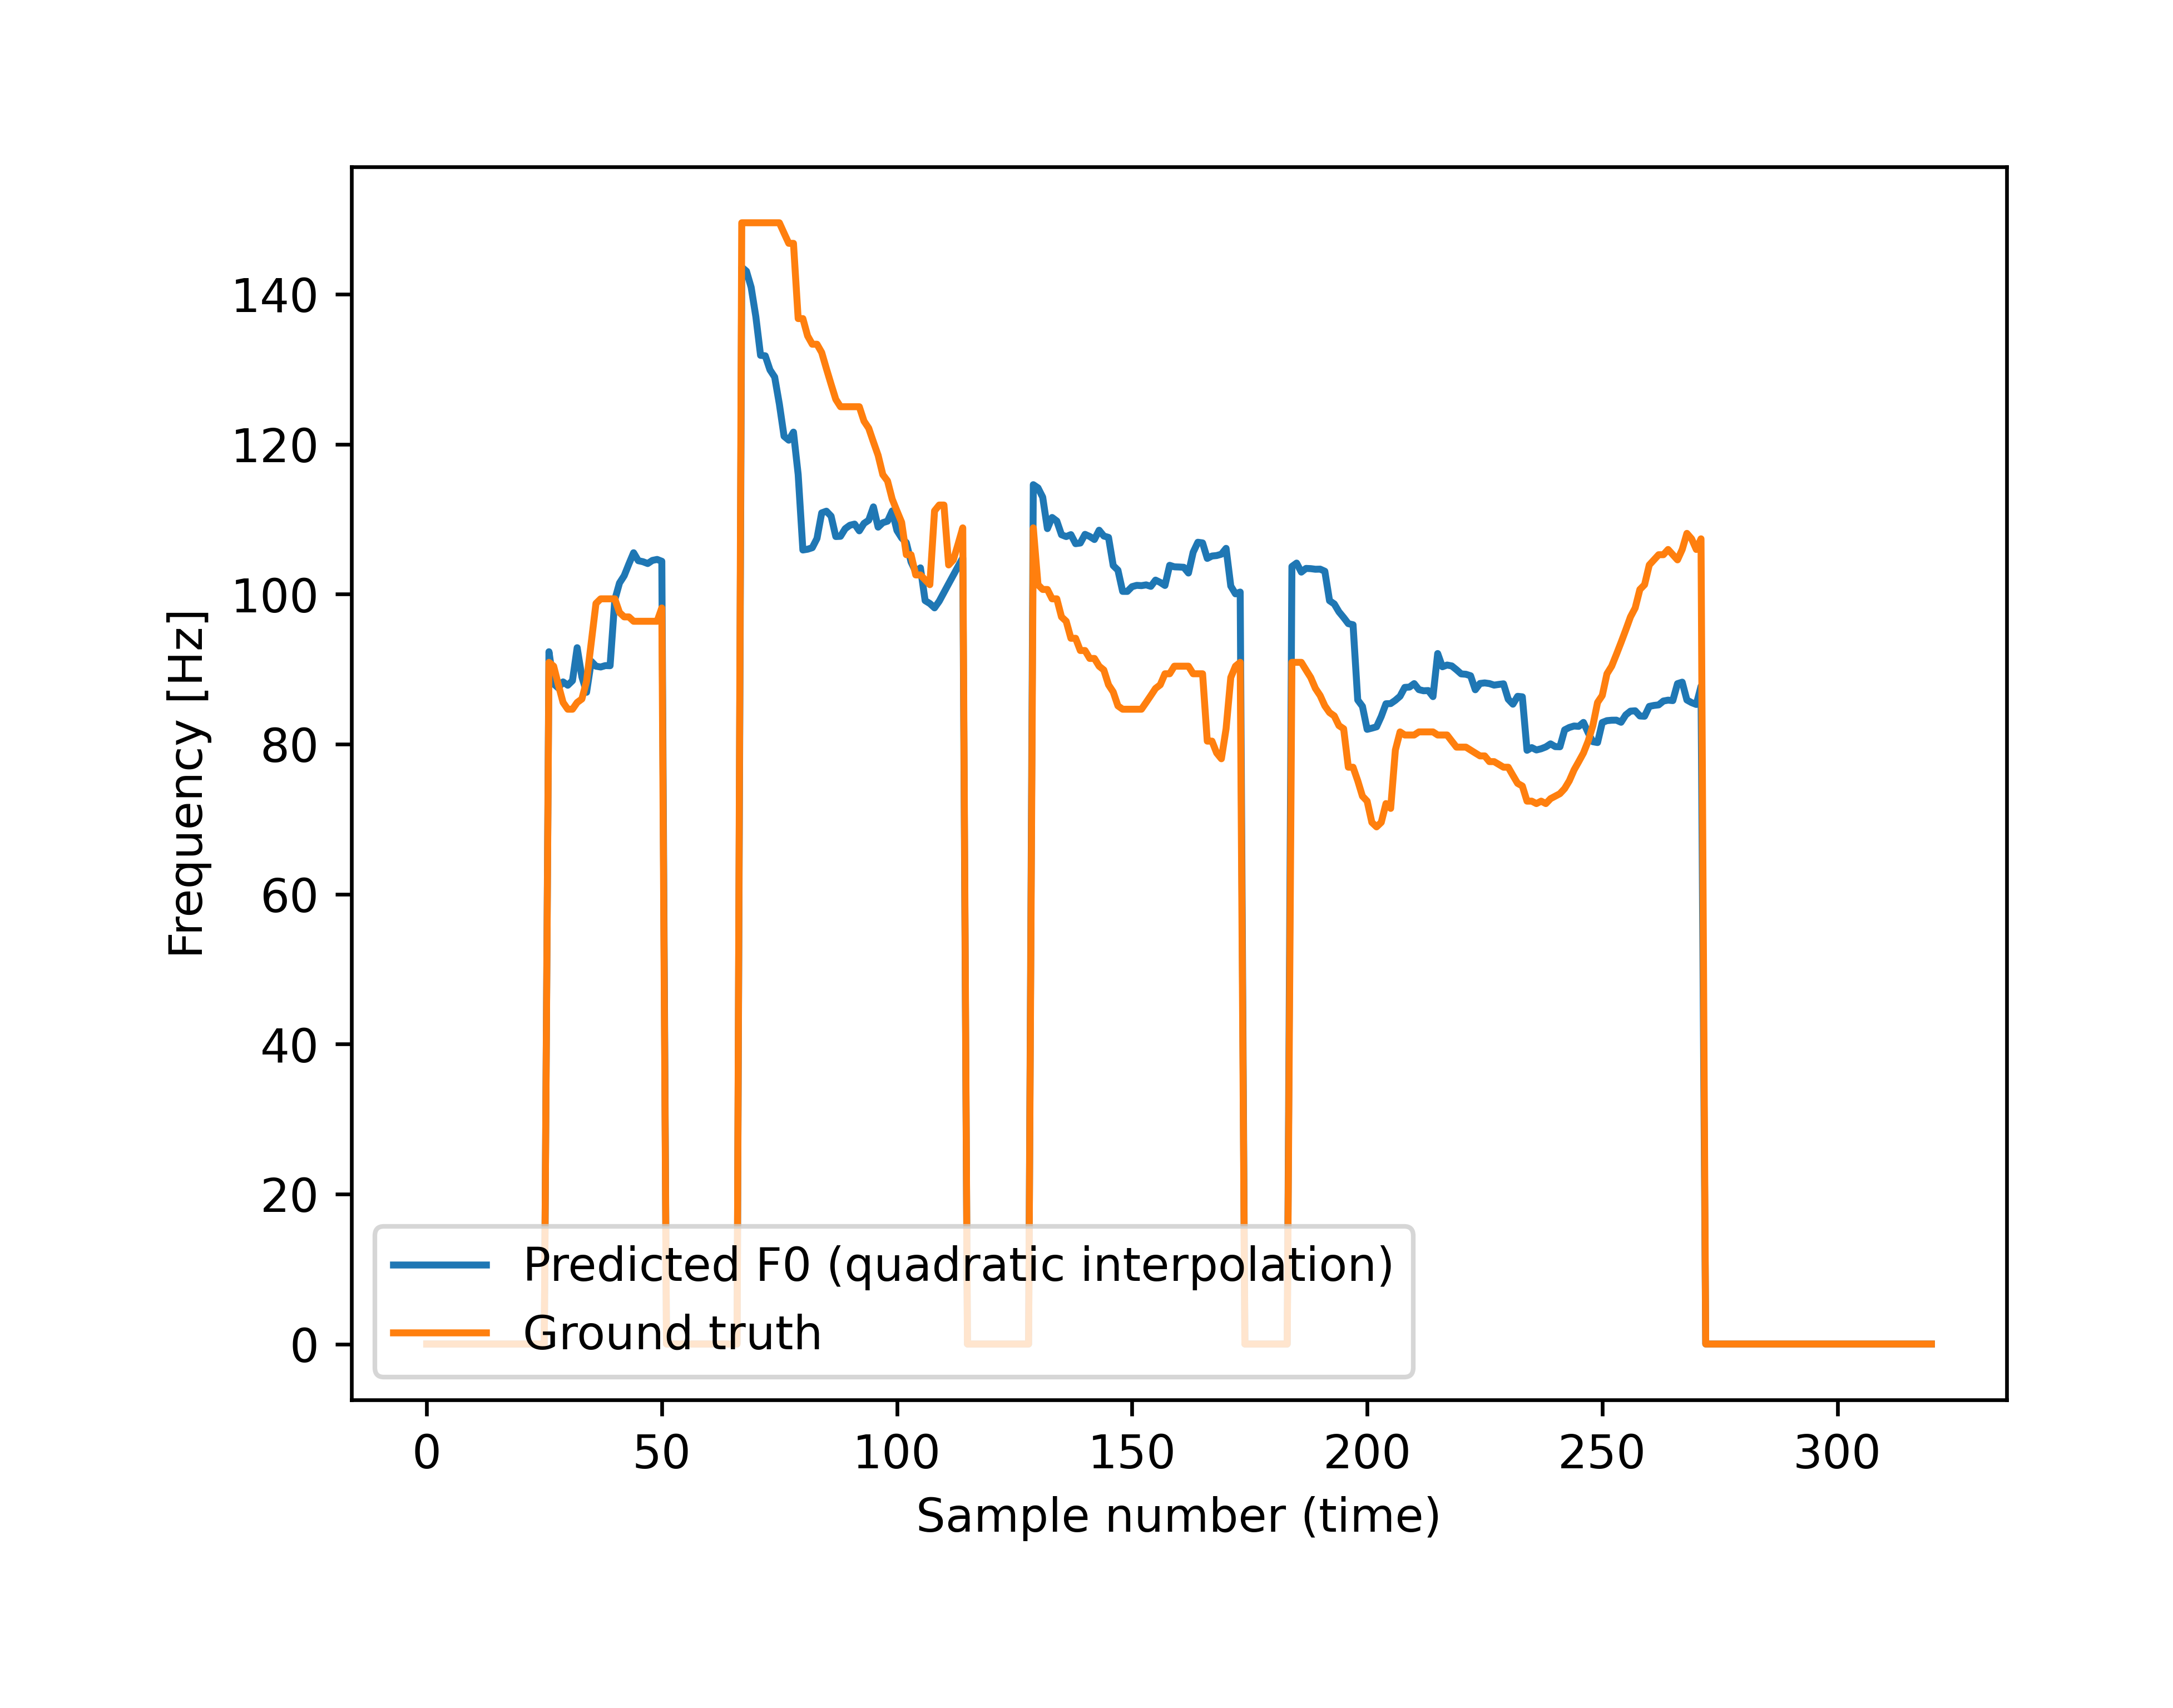 140
120
100
80
60
40
20
0
Frequency [Hz]
Predicted F0 (quadratic interpolation)
Ground truth
0 50 100 150 200 250 300
Sample number (time)